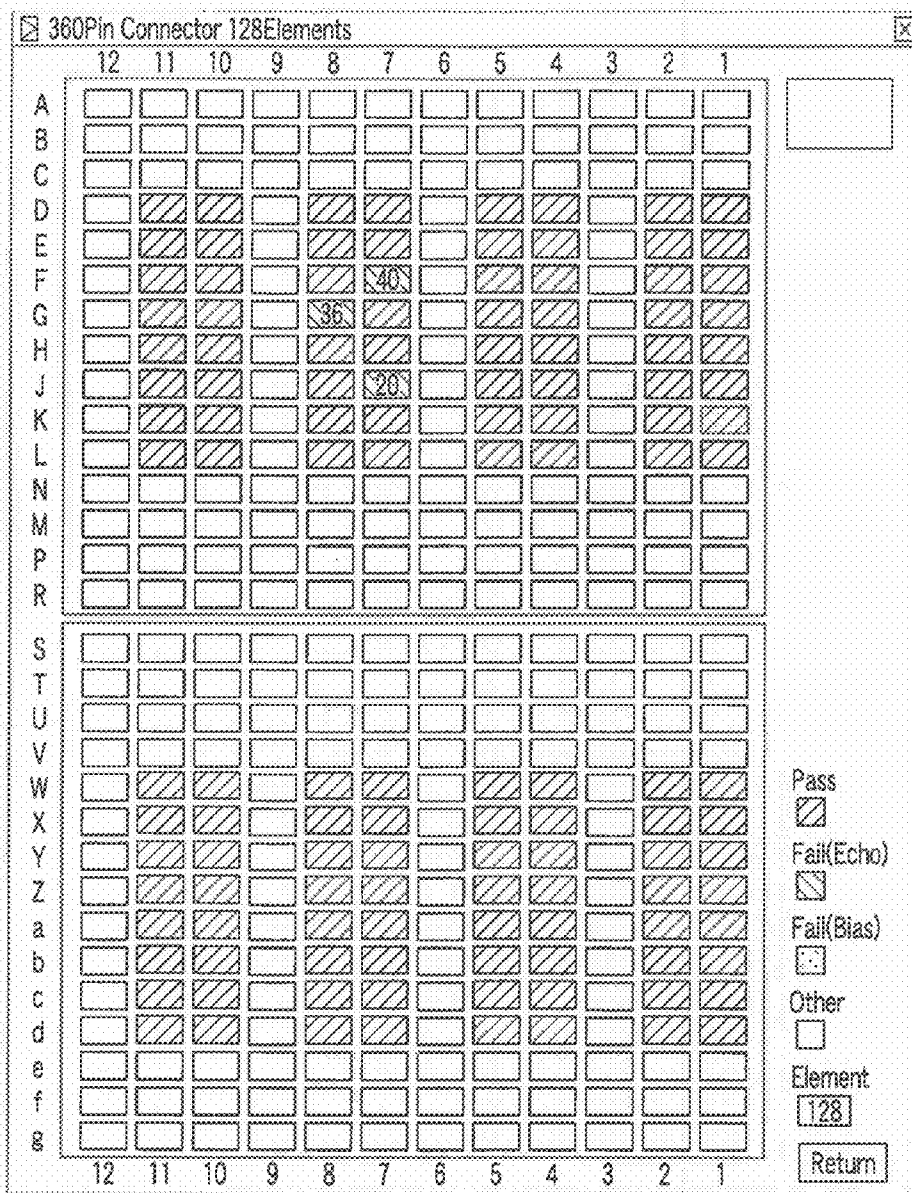 360Pin Connector 128Elements
12 11 10 9 8 7 6 5 4 3 2 1
A
B
C
D
E
F 40
G 36
H
J 20
K
L
N
M
P
R
S
T
U
V
W
X
Y
Z
a
b
c
d
e
f
g
12 11 10 9 8 7 6 5 4 3 2 1
Pass
Fail(Echo)
Fail(Bias)
Other
Element
128
Return